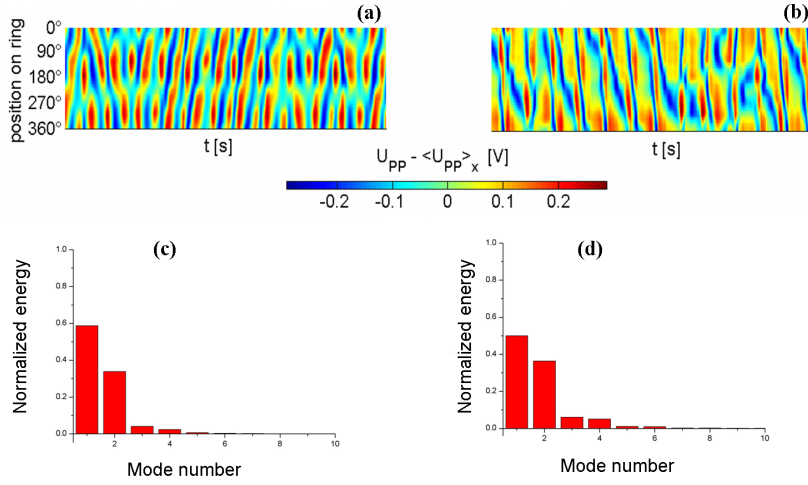 (a)
(b)
position on ring
0°
90°
180°
270°
360°
t [s]
t [s]
U_PP - <U_PP>_x [V]
-0.2 -0.1 0 0.1 0.2
(c)
Normalized energy
1.0
0.8
0.6
0.4
0.2
0.0
2 4 6 8 10
Mode number
(d)
Normalized energy
1.0
0.8
0.6
0.4
0.2
0.0
2 4 6 8 10
Mode number